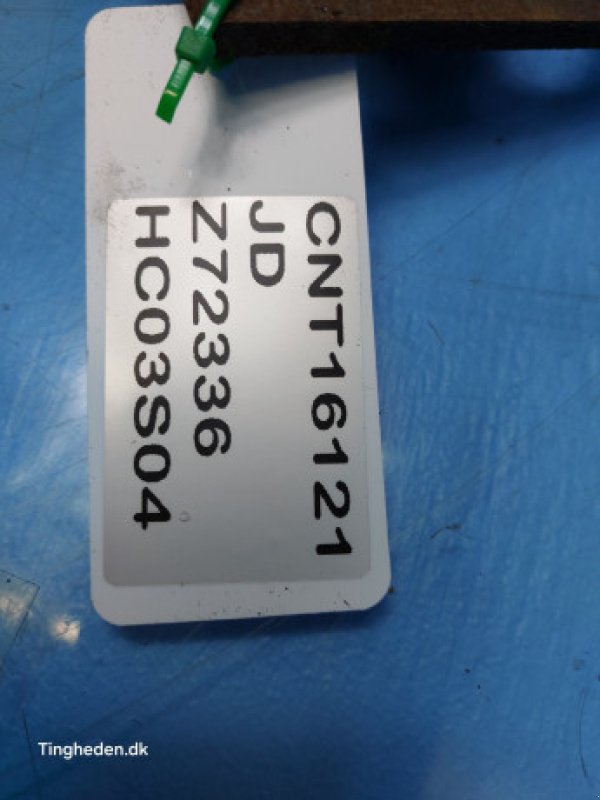 CNT16121
JD
Z72336
HC03S04
Tingheden.dk